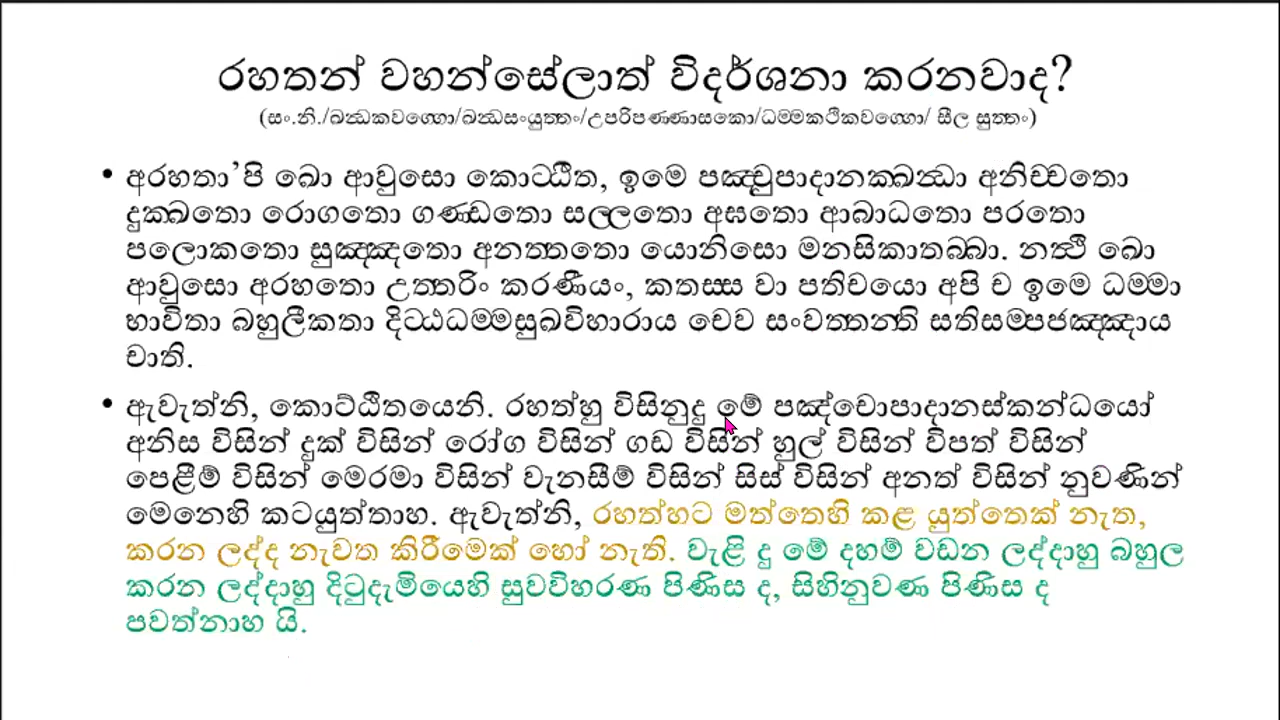 රහතන් වහන්සේලාත් විදර්ශනා කරනවාද?
(සං.නි./ඛන්‍ධකවග්‍ගො/ඛන්‍ධසංයුත්‍තං/උපරිපණ්‍ණාසකො/ධම්‍මකථිකවග්‍ගො/ සීල සුත්‍තං)
• අරහතා’පි ඛො ආවුසො කොට්‍ඨිත, ඉමෙ පඤ්‍චුපාදානක්‍ඛන්‍ධා අනිච්චතො
දුක්‍ඛතො රොගතො ගණ්‍ඩතො සල්‍ලතො අඝතො ආබාධතො පරතො
පලොකතො සුඤ්‍ඤතො අනත්‍තතො යොනිසො මනසිකාතබ්‍බා. නත්‍ථි ඛො
ආවුසො අරහතො උත්‍තරිං කරණීයං, කතස්‍ස වා පතිචයො අපි ච ඉමෙ ධම්‍මා
භාවිතා බහුලීකතා දිට්‍ඨධම්‍මසුඛවිහාරාය චෙව සංවත්‍තන්‍ති සතිසම්‍පජඤ්‍ඤාය
චාති.
• ඇවැත්නි, කොට්ඨිතයෙනි. රහත්හු විසිනුදු මේ පඤ්චොපාදානස්කන්ධයෝ
අනිස විසින් දුක් විසින් රෝග විසින් ගඩ විසින් හුල් විසින් විපත් විසින්
පෙළීම් විසින් මෙරමා විසින් වැනසීම් විසින් සිස් විසින් අනත් විසින් නුවණින්
මෙනෙහි කටයුත්තාහ. ඇවැත්නි, රහත්හට මත්තෙහි කළ යුත්තෙක් නැත,
කරන ලද්ද නැවත කිරීමෙක් හෝ නැති. වැළි දු මේ දහම් වඩන ලද්දාහු බහුල
කරන ලද්දාහු දිටුදැමියෙහි සුවවිහරණ පිණිස ද, සිහිනුවණ පිණිස ද
පවත්නාහ යි.